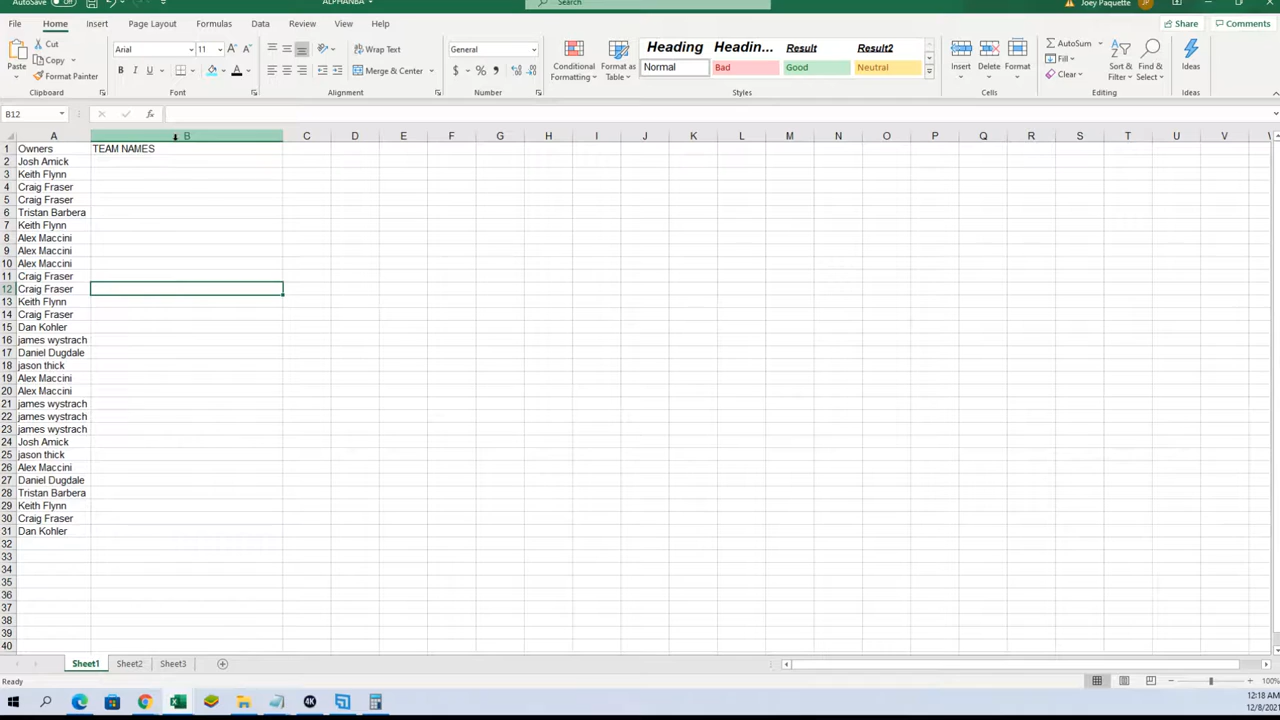 AutoSave Off ALPHANBA Search Joey Paquette JP
File Home Insert Page Layout Formulas Data Review View Help Share Comments
Paste Cut Copy Format Painter Clipboard
Arial 11 A A B I U A Font
Wrap Text Merge & Center Alignment
General $ % , Number
Conditional Formatting Format as Table
Heading Headin... Result Result2
Normal Bad Good Neutral
Styles
Insert Delete Format Cells
AutoSum Fill Clear Sort & Filter Find & Select Editing
Ideas Ideas
B12 fx
A B C D E F G H I J K L M N O P Q R S T U V
1 Owners TEAM NAMES
2 Josh Amick
3 Keith Flynn
4 Craig Fraser
5 Craig Fraser
6 Tristan Barbera
7 Keith Flynn
8 Alex Maccini
9 Alex Maccini
10 Alex Maccini
11 Craig Fraser
12 Craig Fraser
13 Keith Flynn
14 Craig Fraser
15 Dan Kohler
16 james wystrach
17 Daniel Dugdale
18 jason thick
19 Alex Maccini
20 Alex Maccini
21 james wystrach
22 james wystrach
23 james wystrach
24 Josh Amick
25 jason thick
26 Alex Maccini
27 Daniel Dugdale
28 Tristan Barbera
29 Keith Flynn
30 Craig Fraser
31 Dan Kohler
32
33
34
35
36
37
38
39
40
Sheet1 Sheet2 Sheet3
Ready 100%
4K
12:18 AM
12/8/2021